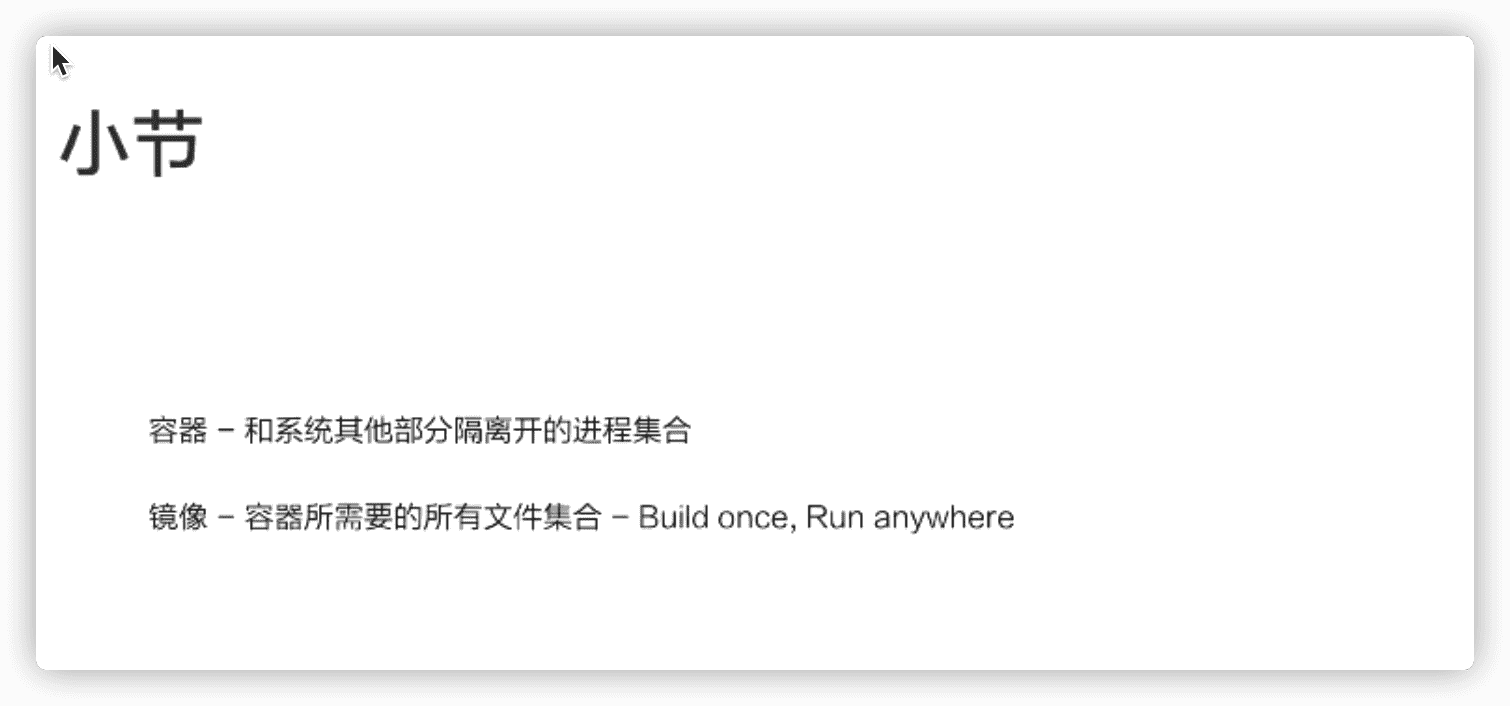 小节
容器 – 和系统其他部分隔离开的进程集合
镜像 – 容器所需要的所有文件集合 – Build once, Run anywhere